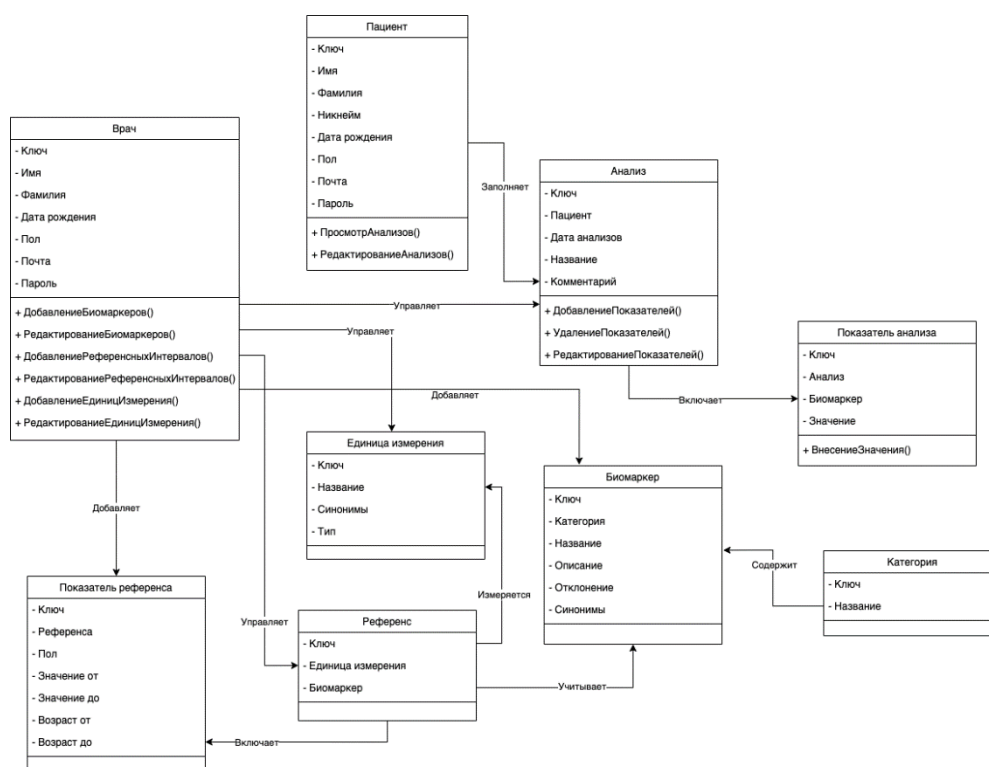 Пациент
- Ключ
- Имя
- Фамилия
- Никнейм
- Дата рождения
- Пол
- Почта
- Пароль
+ ПросмотрАнализов()
+ РедактированиеАнализов()
Врач
- Ключ
- Имя
- Фамилия
- Дата рождения
- Пол
- Почта
- Пароль
+ ДобавлениеБиомаркеров()
+ РедактированиеБиомаркеров()
+ ДобавлениеРеференсныхИнтервалов()
+ РедактированиеРеференсныхИнтервалов()
+ ДобавлениеЕдиницИзмерения()
+ РедактированиеЕдиницИзмерения()
Заполняет
Анализ
- Ключ
- Пациент
- Дата анализов
- Название
- Комментарий
+ ДобавлениеПоказателей()
+ УдалениеПоказателей()
+ РедактированиеПоказателей()
Управляет
Управляет
Добавляет
Включает
Показатель анализа
- Ключ
- Анализ
- Биомаркер
- Значение
+ ВнесениеЗначения()
Единица измерения
- Ключ
- Название
- Синонимы
- Тип
Биомаркер
- Ключ
- Категория
- Название
- Описание
- Отклонение
- Синонимы
Содержит
Категория
- Ключ
- Название
Добавляет
Показатель референса
- Ключ
- Референса
- Пол
- Значение от
- Значение до
- Возраст от
- Возраст до
Управляет
Измеряется
Референс
- Ключ
- Единица измерения
- Биомаркер
Учитывает
Включает